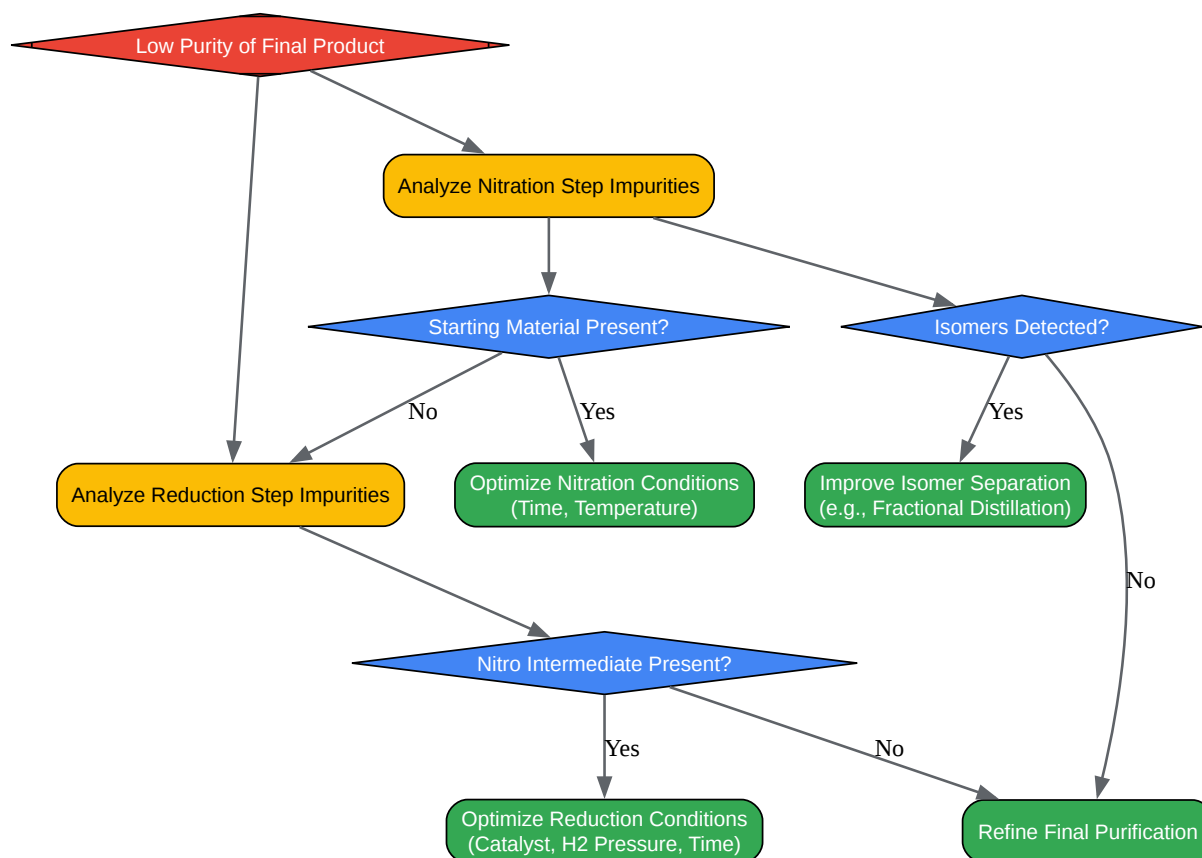 Low Purity of Final Product
Analyze Nitration Step Impurities
Starting Material Present?
Isomers Detected?
No
Yes
Yes
Analyze Reduction Step Impurities
Optimize Nitration Conditions
(Time, Temperature)
Improve Isomer Separation
(e.g., Fractional Distillation)
No
Nitro Intermediate Present?
Yes
No
Optimize Reduction Conditions
(Catalyst, H2 Pressure, Time)
Refine Final Purification